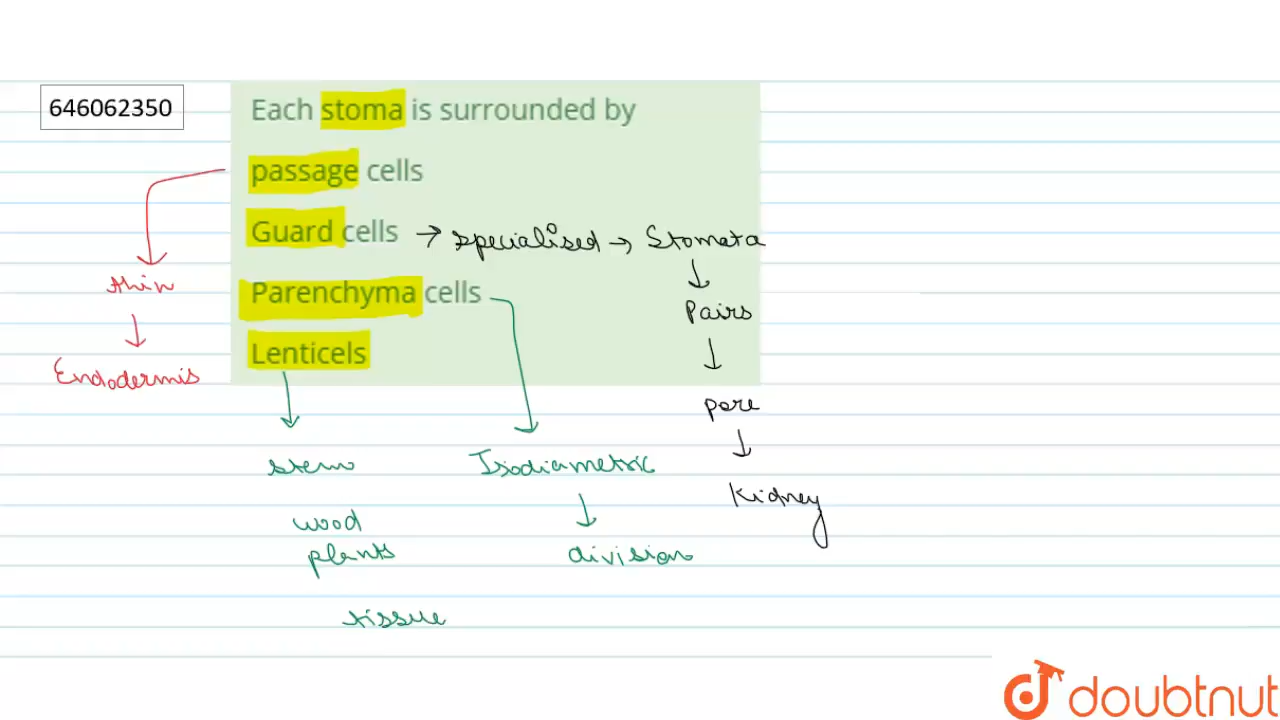 646062350
Each stoma is surrounded by
passage cells
Guard cells → specialised → Stomata
Parenchyma cells
Lenticels
thin
Endodermis
Pairs
pore
Kidney
stem
wood
plants
tissue
Isodiametric
division
doubtnut